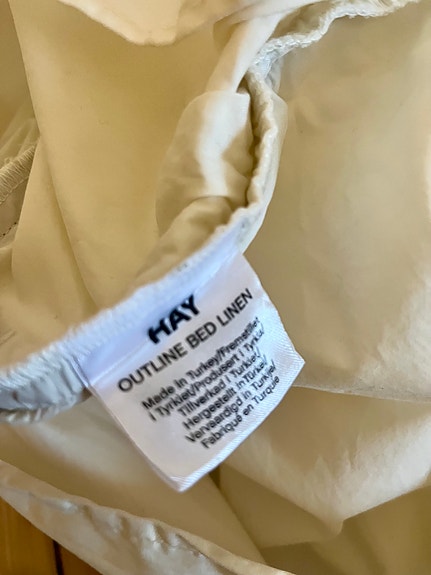 HAY
OUTLINE BED LINEN
Made in Turkey/Fremstillet
i Tyrkiet/Produsert i Tyrkia/
Tillverkad i Turkiet/
Hergestellt in Türkei/
Vervaardigd in Turkije/
Fabriqué en Turquie